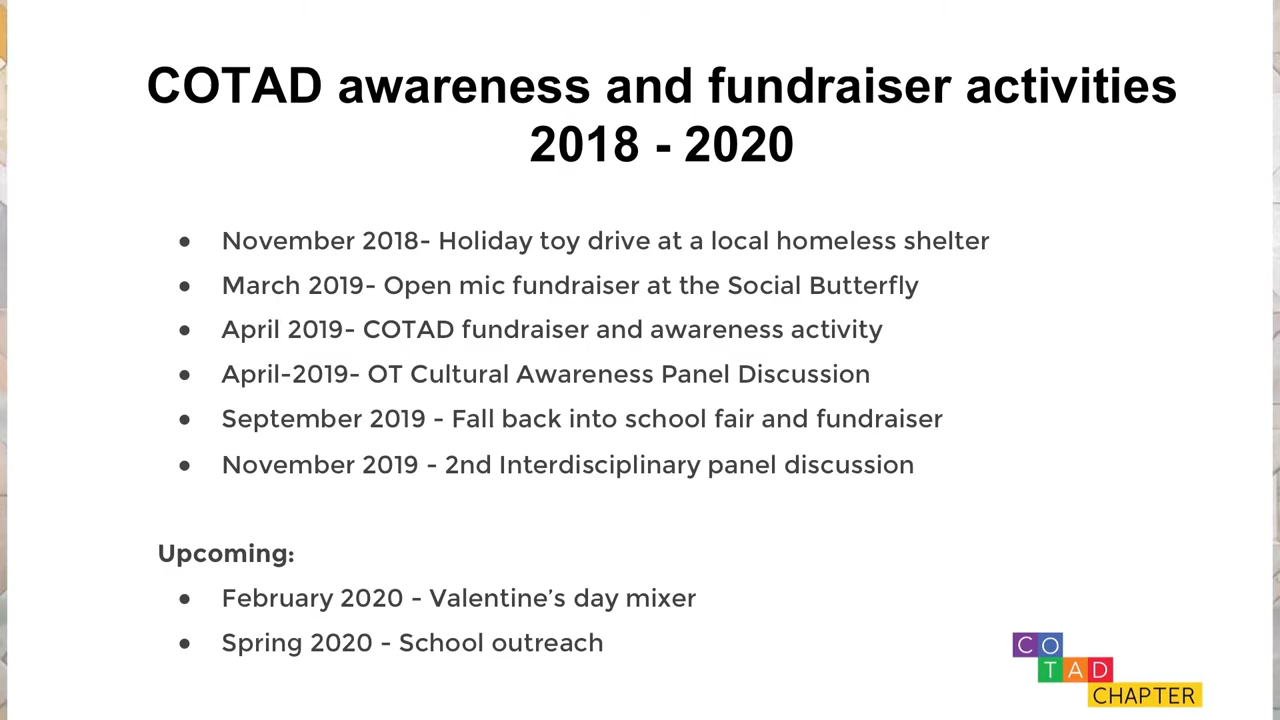 COTAD awareness and fundraiser activities
2018 - 2020
● November 2018- Holiday toy drive at a local homeless shelter
● March 2019- Open mic fundraiser at the Social Butterfly
● April 2019- COTAD fundraiser and awareness activity
● April-2019- OT Cultural Awareness Panel Discussion
● September 2019 - Fall back into school fair and fundraiser
● November 2019 - 2nd Interdisciplinary panel discussion
Upcoming:
● February 2020 - Valentine’s day mixer
● Spring 2020 - School outreach
CO
TAD
CHAPTER